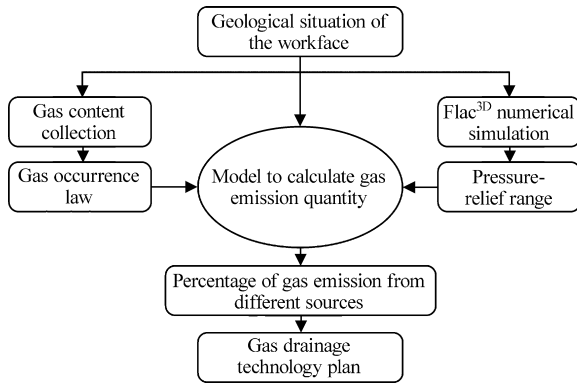 Geological situation of
the workface
Gas content
collection
Flac³ᴰ numerical
simulation
Gas occurrence
law
Model to calculate gas
emission quantity
Pressure-
relief range
Percentage of gas emission from
different sources
Gas drainage
technology plan